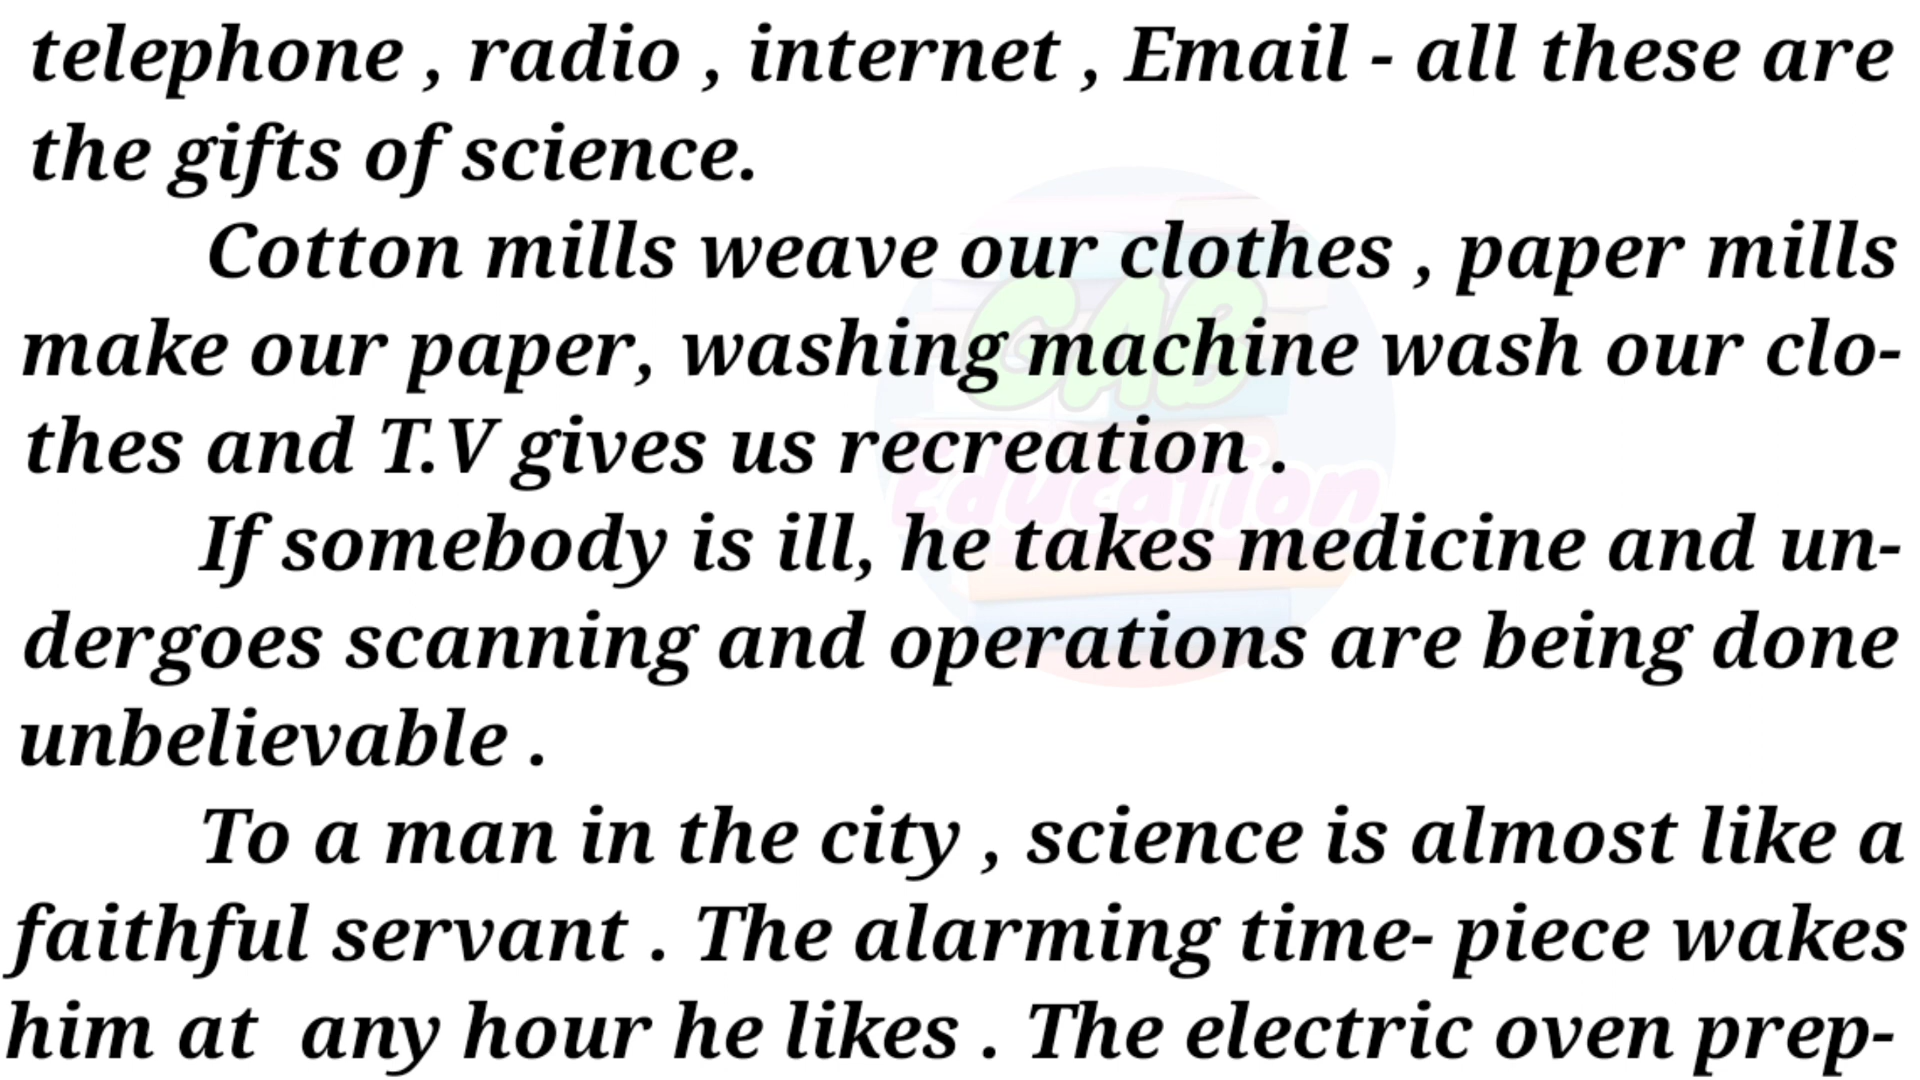 telephone , radio , internet , Email - all these are
the gifts of science.
Cotton mills weave our clothes , paper mills
make our paper, washing machine wash our clo-
thes and T.V gives us recreation .
If somebody is ill, he takes medicine and un-
dergoes scanning and operations are being done
unbelievable .
To a man in the city , science is almost like a
faithful servant . The alarming time- piece wakes
him at any hour he likes . The electric oven prep-
GAB
Education